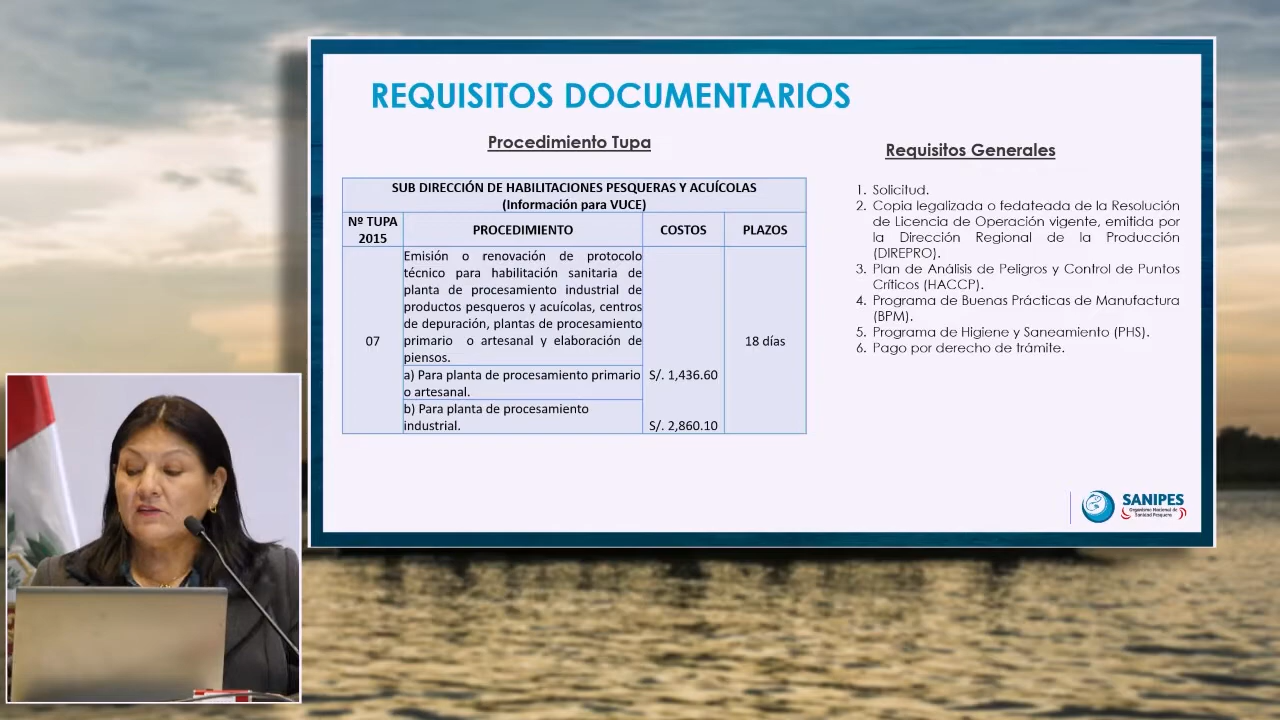 REQUISITOS DOCUMENTARIOS
Procedimiento Tupa
SUB DIRECCIÓN DE HABILITACIONES PESQUERAS Y ACUÍCOLAS
(Información para VUCE)
Nº TUPA
2015
PROCEDIMIENTO
COSTOS
PLAZOS
07
Emisión o renovación de protocolo
técnico para habilitación sanitaria de
planta de procesamiento industrial de
productos pesqueros y acuícolas, centros
de depuración, plantas de procesamiento
primario o artesanal y elaboración de
piensos.
a) Para planta de procesamiento primario
o artesanal.
S/. 1,436.60
b) Para planta de procesamiento
industrial.
S/. 2,860.10
18 días
Requisitos Generales
1. Solicitud.
2. Copia legalizada o fedateada de la Resolución
de Licencia de Operación vigente, emitida por
la Dirección Regional de la Producción
(DIREPRO).
3. Plan de Análisis de Peligros y Control de Puntos
Críticos (HACCP).
4. Programa de Buenas Prácticas de Manufactura
(BPM).
5. Programa de Higiene y Saneamiento (PHS).
6. Pago por derecho de trámite.
SANIPES
Organismo Nacional de
Sanidad Pesquera